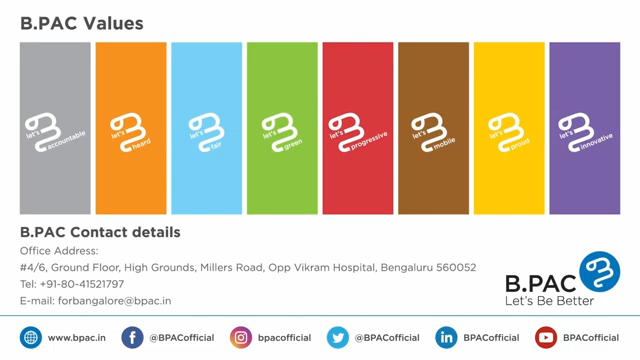 B.PAC Values
let's B accountable
let's B heard
let's B fair
let's B green
let's B progressive
let's B mobile
let's B proud
let's B innovative
B.PAC Contact details
Office Address:
#4/6, Ground Floor, High Grounds, Millers Road, Opp Vikram Hospital, Bengaluru 560052
Tel: +91-80-41521797
E-mail: forbangalore@bpac.in
B.PAC
Let's Be Better
www.bpac.in
@BPACofficial
bpacofficial
@BPACofficial
BPACofficial
BPACofficial